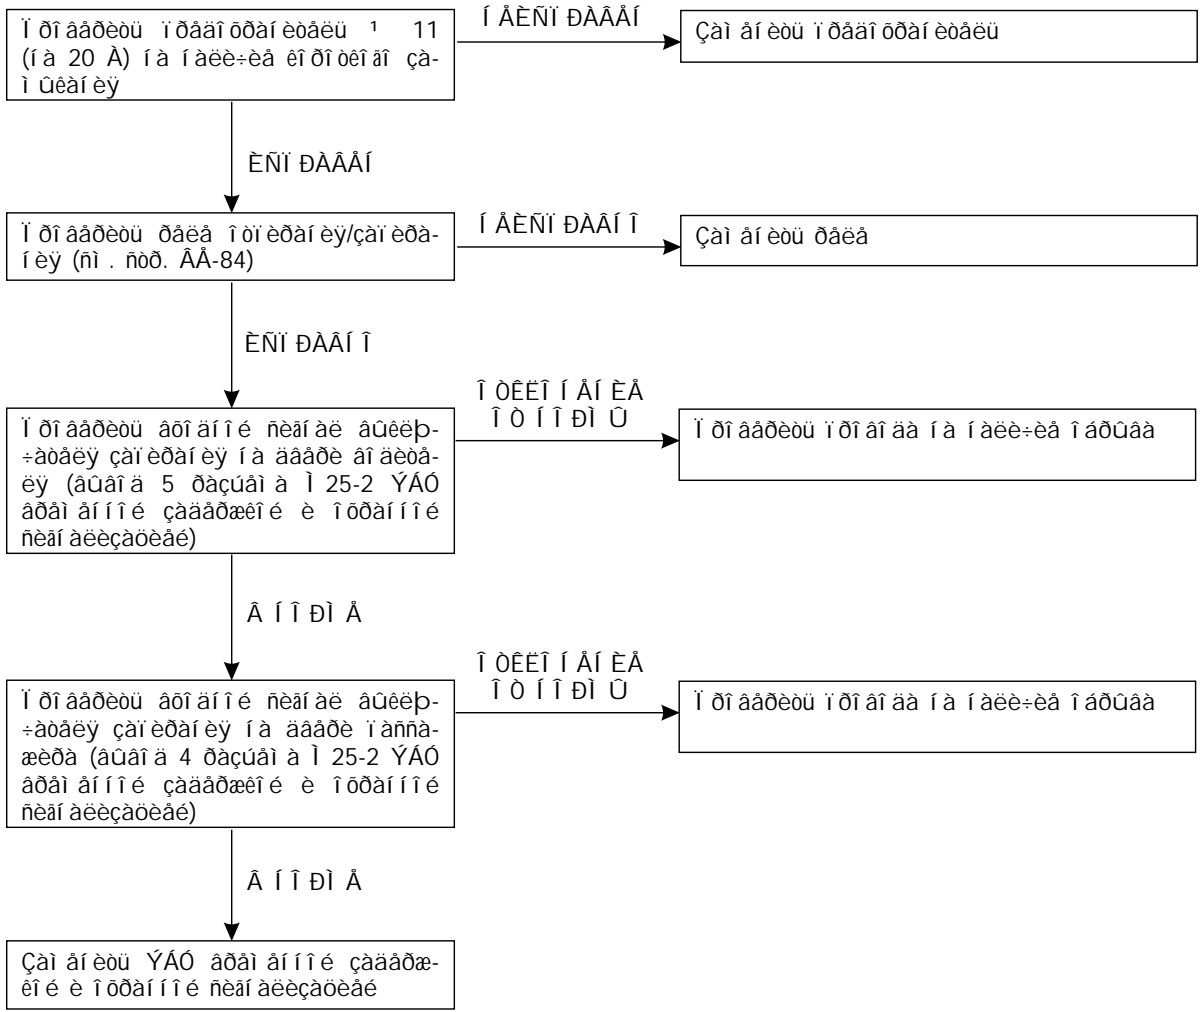 Ï ðî âåðèòü ï ðåäî õðàí èòåëü ¹ 11
(í à 20 À) í à í àëè÷èå êî ðî òêî ãî çà-
ì ûêàí èÿ
Í ÅÈÑÏ ÐÀÂÅÍ
Çàì åí èòü ï ðåäî õðàí èòåëü
ÈÑÏ ÐÀÂÅÍ
Ï ðî âåðèòü ðåëå î òï èðàí èÿ/çàï èðà-
í èÿ (ñì . ñòð. ÂÅ-84)
Í ÅÈÑÏ ÐÀÂÍ Î
Çàì åí èòü ðåëå
ÈÑÏ ÐÀÂÍ Î
Ï ðî âåðèòü âõî äí î é ñèãí àë âûêëþ-
÷àòåëÿ çàï èðàí èÿ í à äâåðè âî äèòå-
ëÿ (âûâî ä 5 ðàçúåì à Ì 25-2 ÝÁÓ
âðåì åí í î é çàäåðæêî é è î õðàí í î é
ñèãí àëèçàöèåé)
Î ÒÊËÎ Í ÅÍ ÈÅ
Î Ò Í Î ÐÌ Û
Ï ðî âåðèòü ï ðî âî äà í à í àëè÷èå î áðûâà
Â Í Î ÐÌ Å
Ï ðî âåðèòü âõî äí î é ñèãí àë âûêëþ-
÷àòåëÿ çàï èðàí èÿ í à äâåðè ï àññà-
æèðà (âûâî ä 4 ðàçúåì à Ì 25-2 ÝÁÓ
âðåì åí í î é çàäåðæêî é è î õðàí í î é
ñèãí àëèçàöèåé)
Î ÒÊËÎ Í ÅÍ ÈÅ
Î Ò Í Î ÐÌ Û
Ï ðî âåðèòü ï ðî âî äà í à í àëè÷èå î áðûâà
Â Í Î ÐÌ Å
Çàì åí èòü ÝÁÓ âðåì åí í î é çàäåðæ-
êî é è î õðàí í î é ñèãí àëèçàöèåé